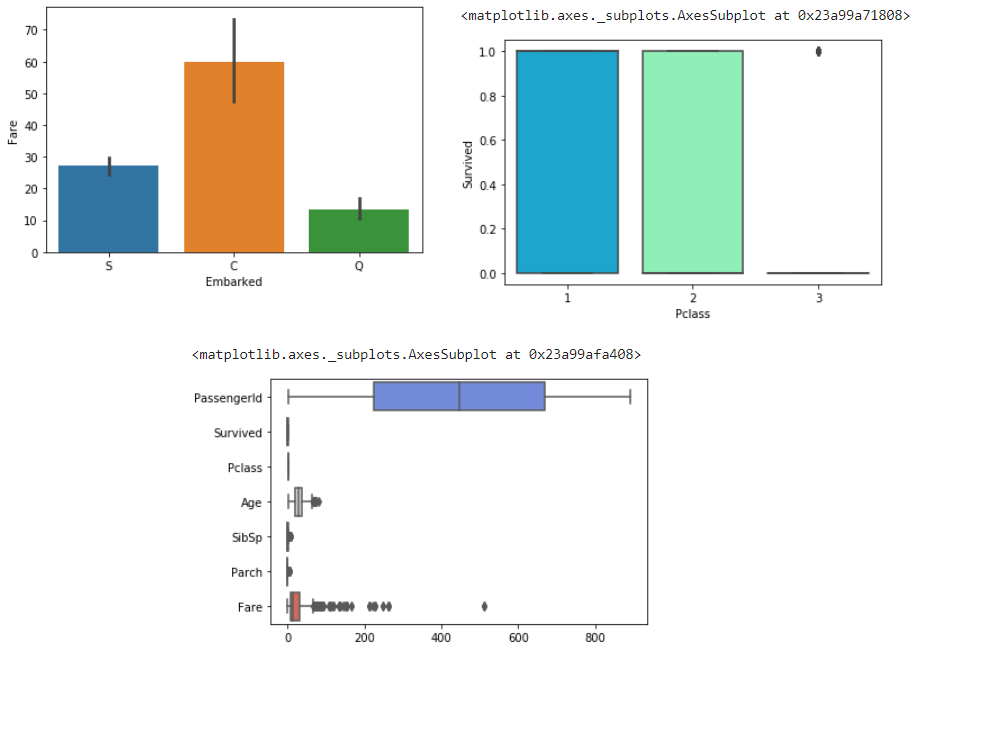 70
60
50
40
30
20
10
0
Fare
S C Q
Embarked
<matplotlib.axes._subplots.AxesSubplot at 0x23a99a71808>
1.0
0.8
0.6
0.4
0.2
0.0
Survived
1 2 3
Pclass
<matplotlib.axes._subplots.AxesSubplot at 0x23a99afa408>
PassengerId
Survived
Pclass
Age
SibSp
Parch
Fare
0 200 400 600 800